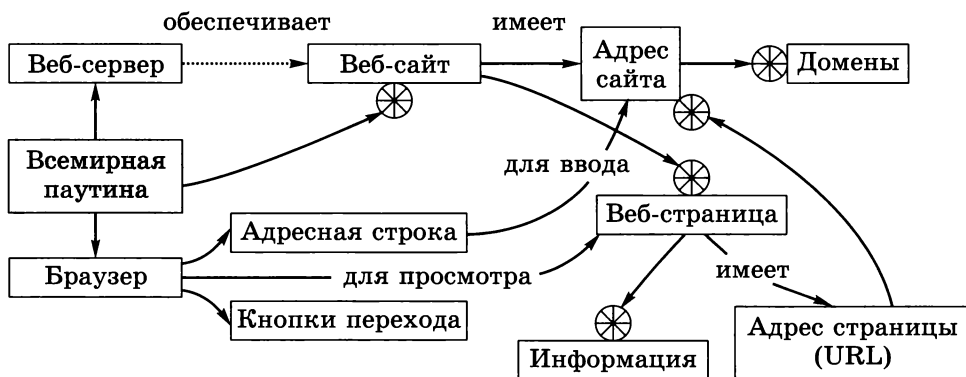 обеспечивает
имеет
Веб-сервер
Веб-сайт
Адрес
сайта
Домены
Всемирная
паутина
для ввода
Веб-страница
Адресная строка
Браузер
для просмотра
имеет
Кнопки перехода
Информация
Адрес страницы
(URL)